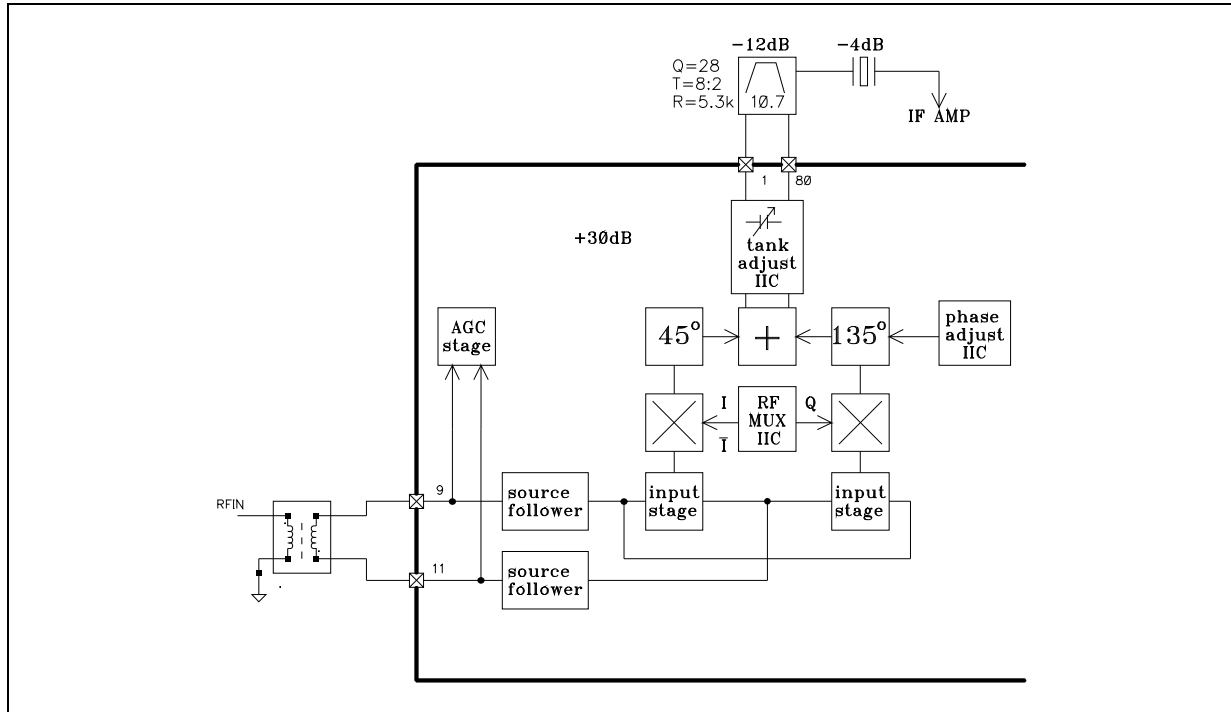 -12dB
-4dB
Q=28
T=8:2
R=5.3k
10.7
IF AMP
1
80
+30dB
tank
adjust
IIC
AGC
stage
45°
+
135°
phase
adjust
IIC
I
RF
Q
MUX
Ī
IIC
9
RFIN
source
follower
input
stage
input
stage
11
source
follower